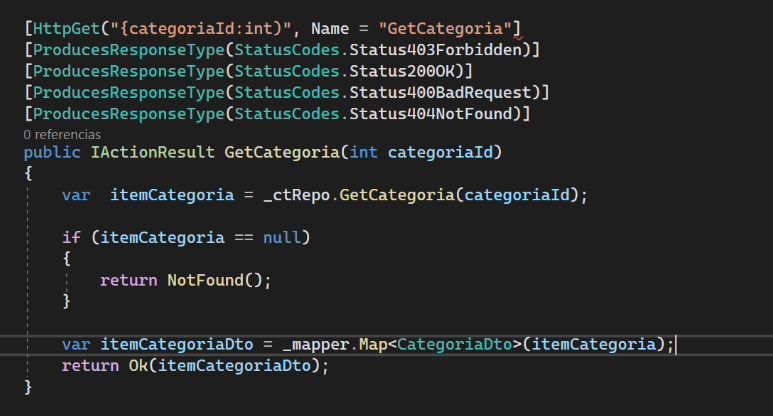 [HttpGet("{categoriaId:int)", Name = "GetCategoria"]
[ProducesResponseType(StatusCodes.Status403Forbidden)]
[ProducesResponseType(StatusCodes.Status200OK)]
[ProducesResponseType(StatusCodes.Status400BadRequest)]
[ProducesResponseType(StatusCodes.Status404NotFound)]
0 referencias
public IActionResult GetCategoria(int categoriaId)
{
    var  itemCategoria = _ctRepo.GetCategoria(categoriaId);
    if (itemCategoria == null)
    {
        return NotFound();
    }
    var itemCategoriaDto = _mapper.Map<CategoriaDto>(itemCategoria);
    return Ok(itemCategoriaDto);
}